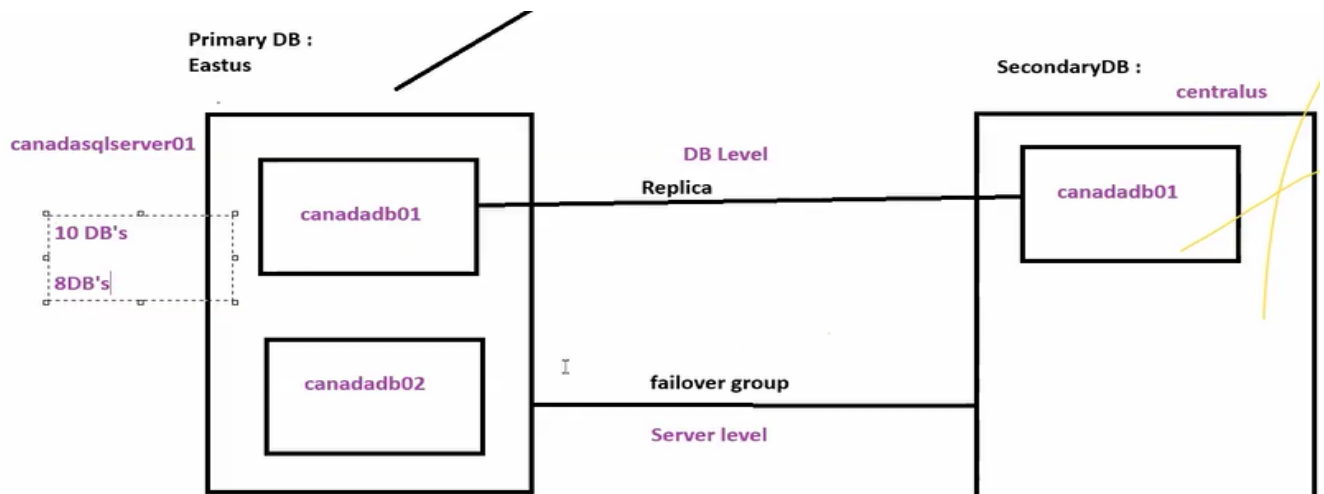 Primary DB :
Eastus
SecondaryDB :
centralus
canadasqlserver01
DB Level
Replica
canadadb01
canadadb01
10 DB's
8DB's
canadadb02
failover group
Server level